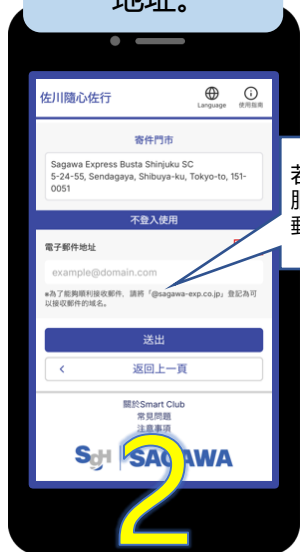 地址。
佐川隨心佐行
Language
使用指南
寄件門市
Sagawa Express Busta Shinjuku SC
5-24-55, Sendagaya, Shibuya-ku, Tokyo-to, 151-
0051
不登入使用
電子郵件地址
example@domain.com
※為了能夠順利接收郵件，請將「@sagawa-exp.co.jp」登記為可
以接收郵件的域名。
送出
< 返回上一頁
關於Smart Club
常見問題
注意事項
SGH SAGAWA
2